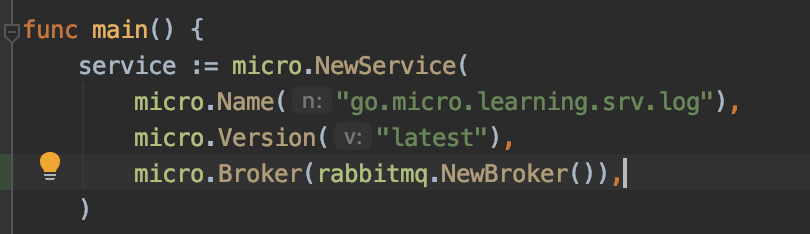 func main() {
service := micro.NewService(
micro.Name( n: "go.micro.learning.srv.log"),
micro.Version( v: "latest"),
micro.Broker(rabbitmq.NewBroker()),
)